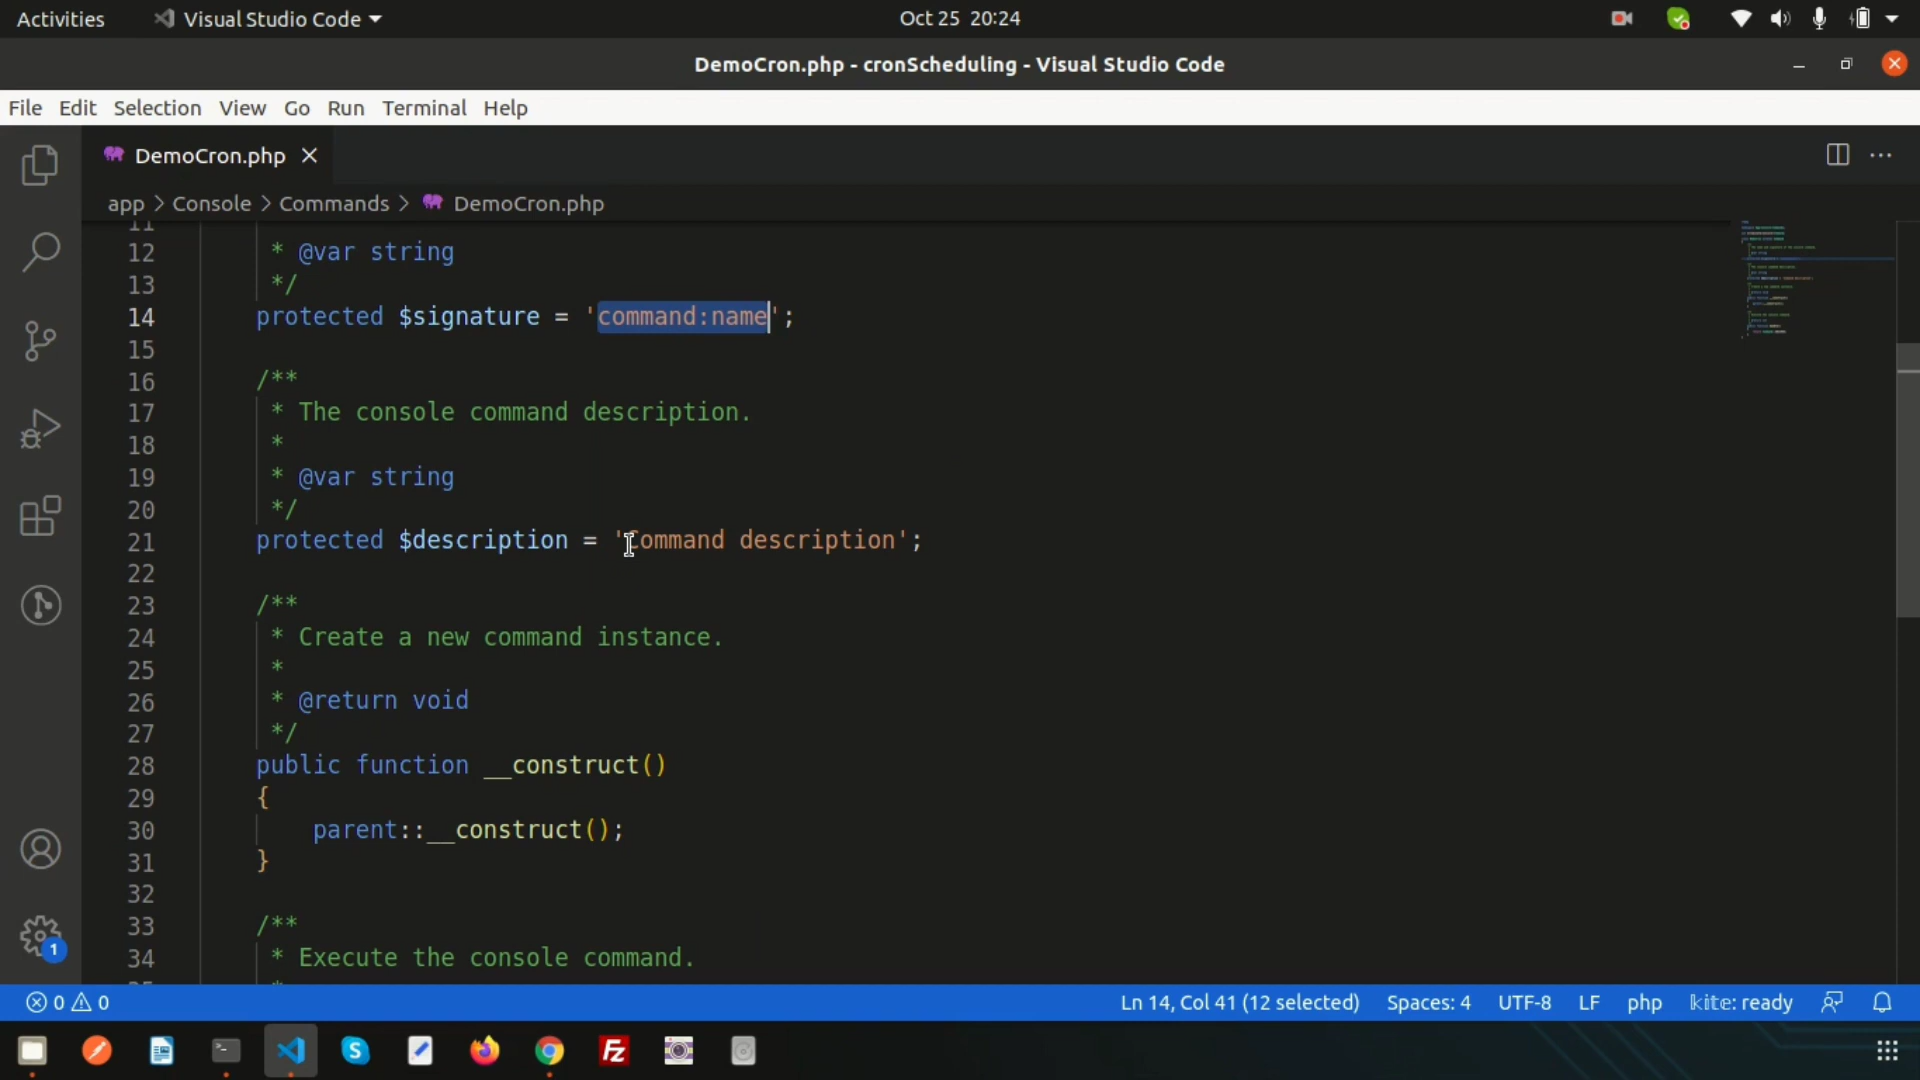 Activities Visual Studio Code Oct 25 20:24
DemoCron.php - cronScheduling - Visual Studio Code
File Edit Selection View Go Run Terminal Help
DemoCron.php
app > Console > Commands > DemoCron.php
11
12 * @var string
13 */
14 protected $signature = 'command:name';
15
16 /**
17 * The console command description.
18 *
19 * @var string
20 */
21 protected $description = 'Command description';
22
23 /**
24 * Create a new command instance.
25 *
26 * @return void
27 */
28 public function __construct()
29 {
30 parent::__construct();
31 }
32
33 /**
34 * Execute the console command.
1
0 0 Ln 14, Col 41 (12 selected) Spaces: 4 UTF-8 LF php kite: ready